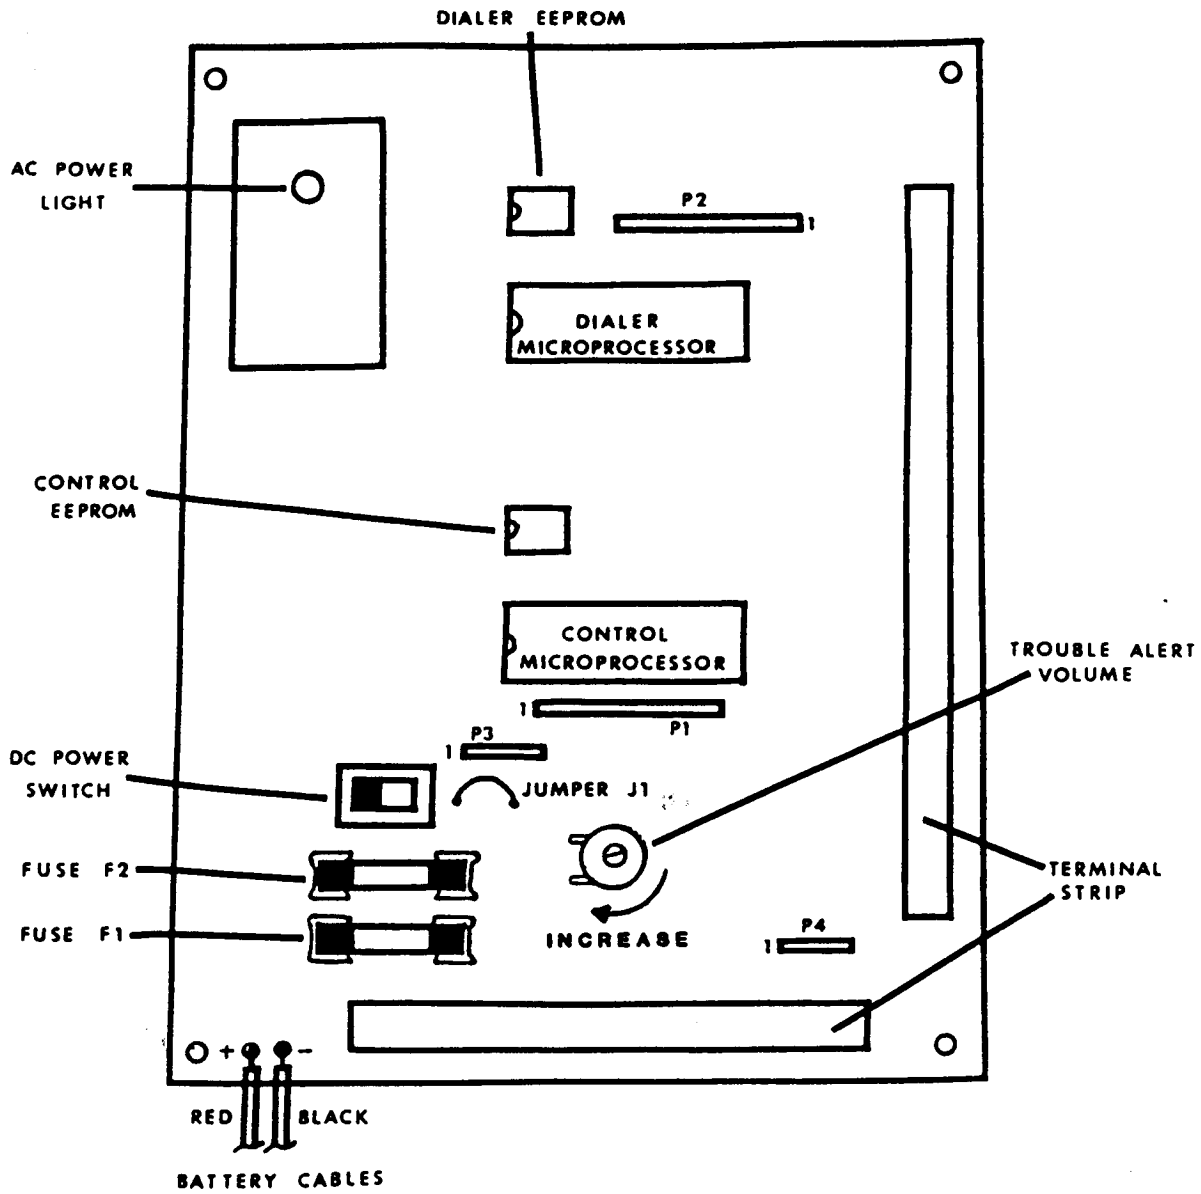 DIALER EEPROM
AC POWER
LIGHT
P2
1
DIALER
MICROPROCESSOR
CONTROL
EEPROM
CONTROL
MICROPROCESSOR
TROUBLE ALERT
VOLUME
1
P1
P3
1
DC POWER
SWITCH
JUMPER J1
FUSE F2
TERMINAL
STRIP
FUSE F1
INCREASE
P4
1
+ -
RED BLACK
BATTERY CABLES